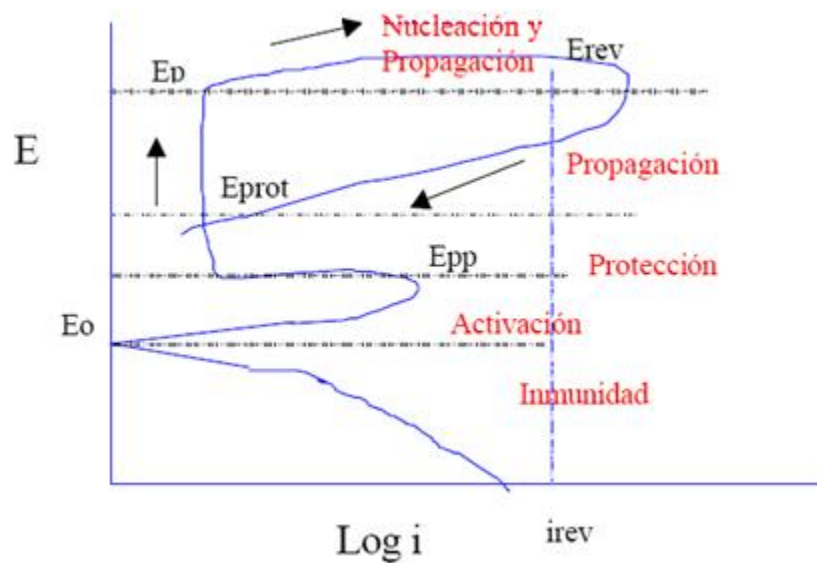 Nucleación y
Propagación
Erev
Ep
E
Propagación
Eprot
Epp
Protección
Eo
Activación
Inmunidad
Log i
irev